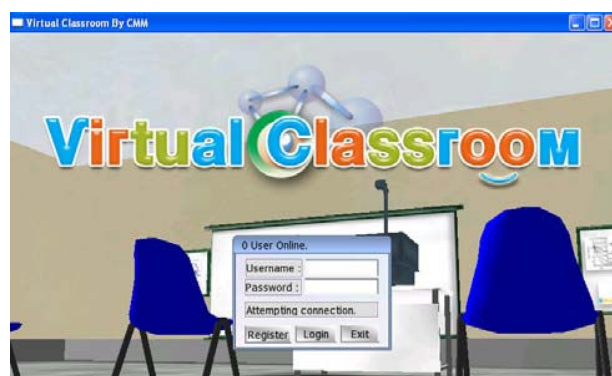 Virtual Classroom By CMM
Virtual Classroom
0 User Online.
Username :
Password :
Attempting connection.
Register Login Exit